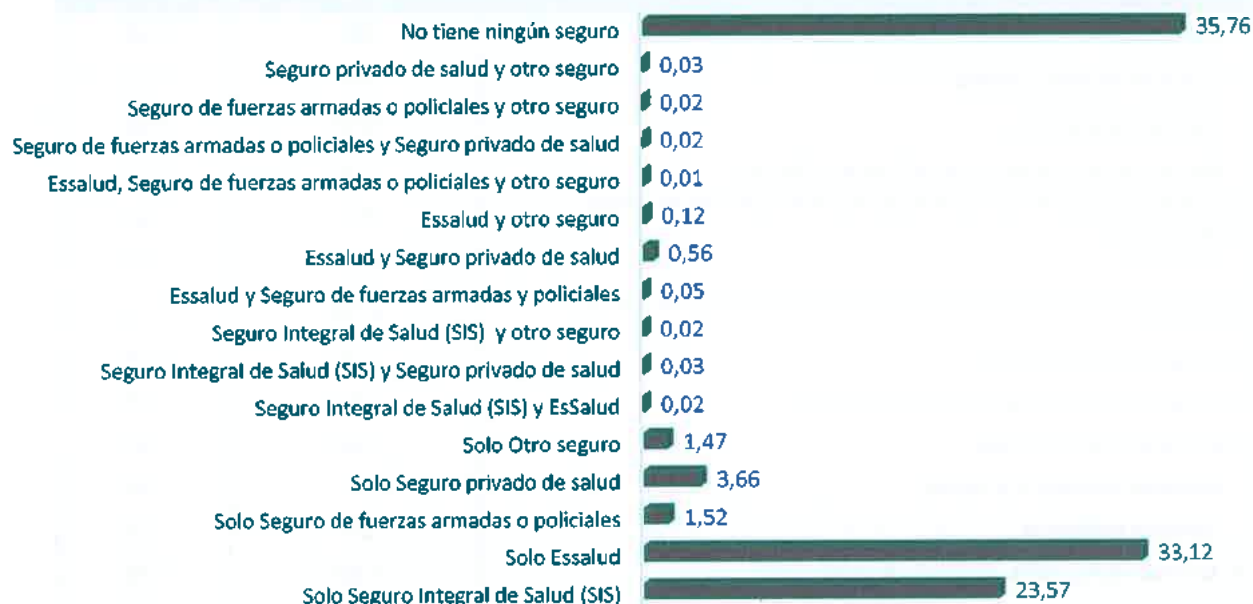 No tiene ningún seguro 35,76
Seguro privado de salud y otro seguro 0,03
Seguro de fuerzas armadas o policiales y otro seguro 0,02
Seguro de fuerzas armadas o policiales y Seguro privado de salud 0,02
Essalud, Seguro de fuerzas armadas o policiales y otro seguro 0,01
Essalud y otro seguro 0,12
Essalud y Seguro privado de salud 0,56
Essalud y Seguro de fuerzas armadas y policiales 0,05
Seguro Integral de Salud (SIS) y otro seguro 0,02
Seguro Integral de Salud (SIS) y Seguro privado de salud 0,03
Seguro Integral de Salud (SIS) y EsSalud 0,02
Solo Otro seguro 1,47
Solo Seguro privado de salud 3,66
Solo Seguro de fuerzas armadas o policiales 1,52
Solo Essalud 33,12
Solo Seguro Integral de Salud (SIS) 23,57